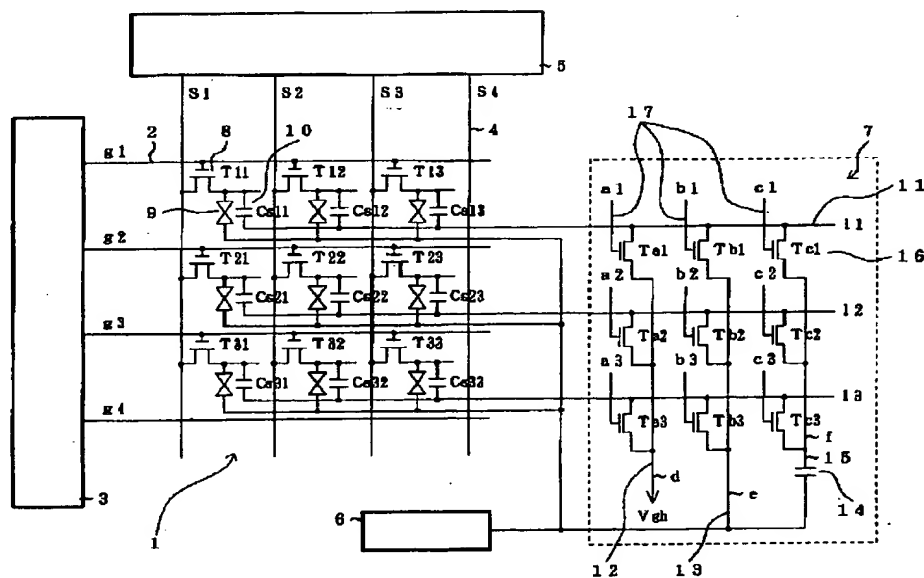 5
S1 S2 S3 S4
17
2 8 10 4 7
g1
T11 T12 T13
a1 b1 c1
11
9
Cs11 Cs12 Cs13
l1
Ta1 Tb1 Tc1
16
g2
T21 T22 T23
a2 b2 c2
Cs21 Cs22 Cs23
l2
Ta2 Tb2 Tc2
g3
T31 T32 T33
a3 b3 c3
Cs31 Cs32 Cs33
l3
Ta3 Tb3 Tc3
g4
f
15
d
e
14
3
1
6
Vgh
12
13